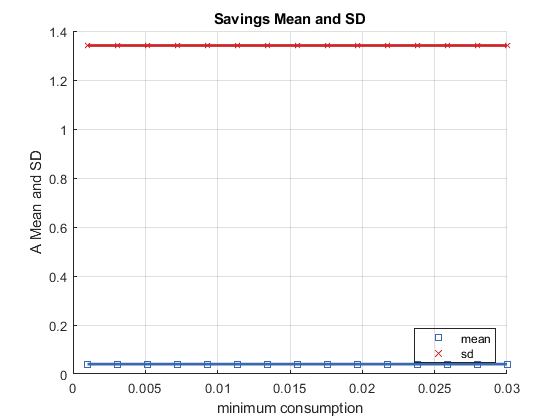 Savings Mean and SD
A Mean and SD
1.4
1.2
1
0.8
0.6
0.4
0.2
0
0 0.005 0.01 0.015 0.02 0.025 0.03
minimum consumption
mean
sd